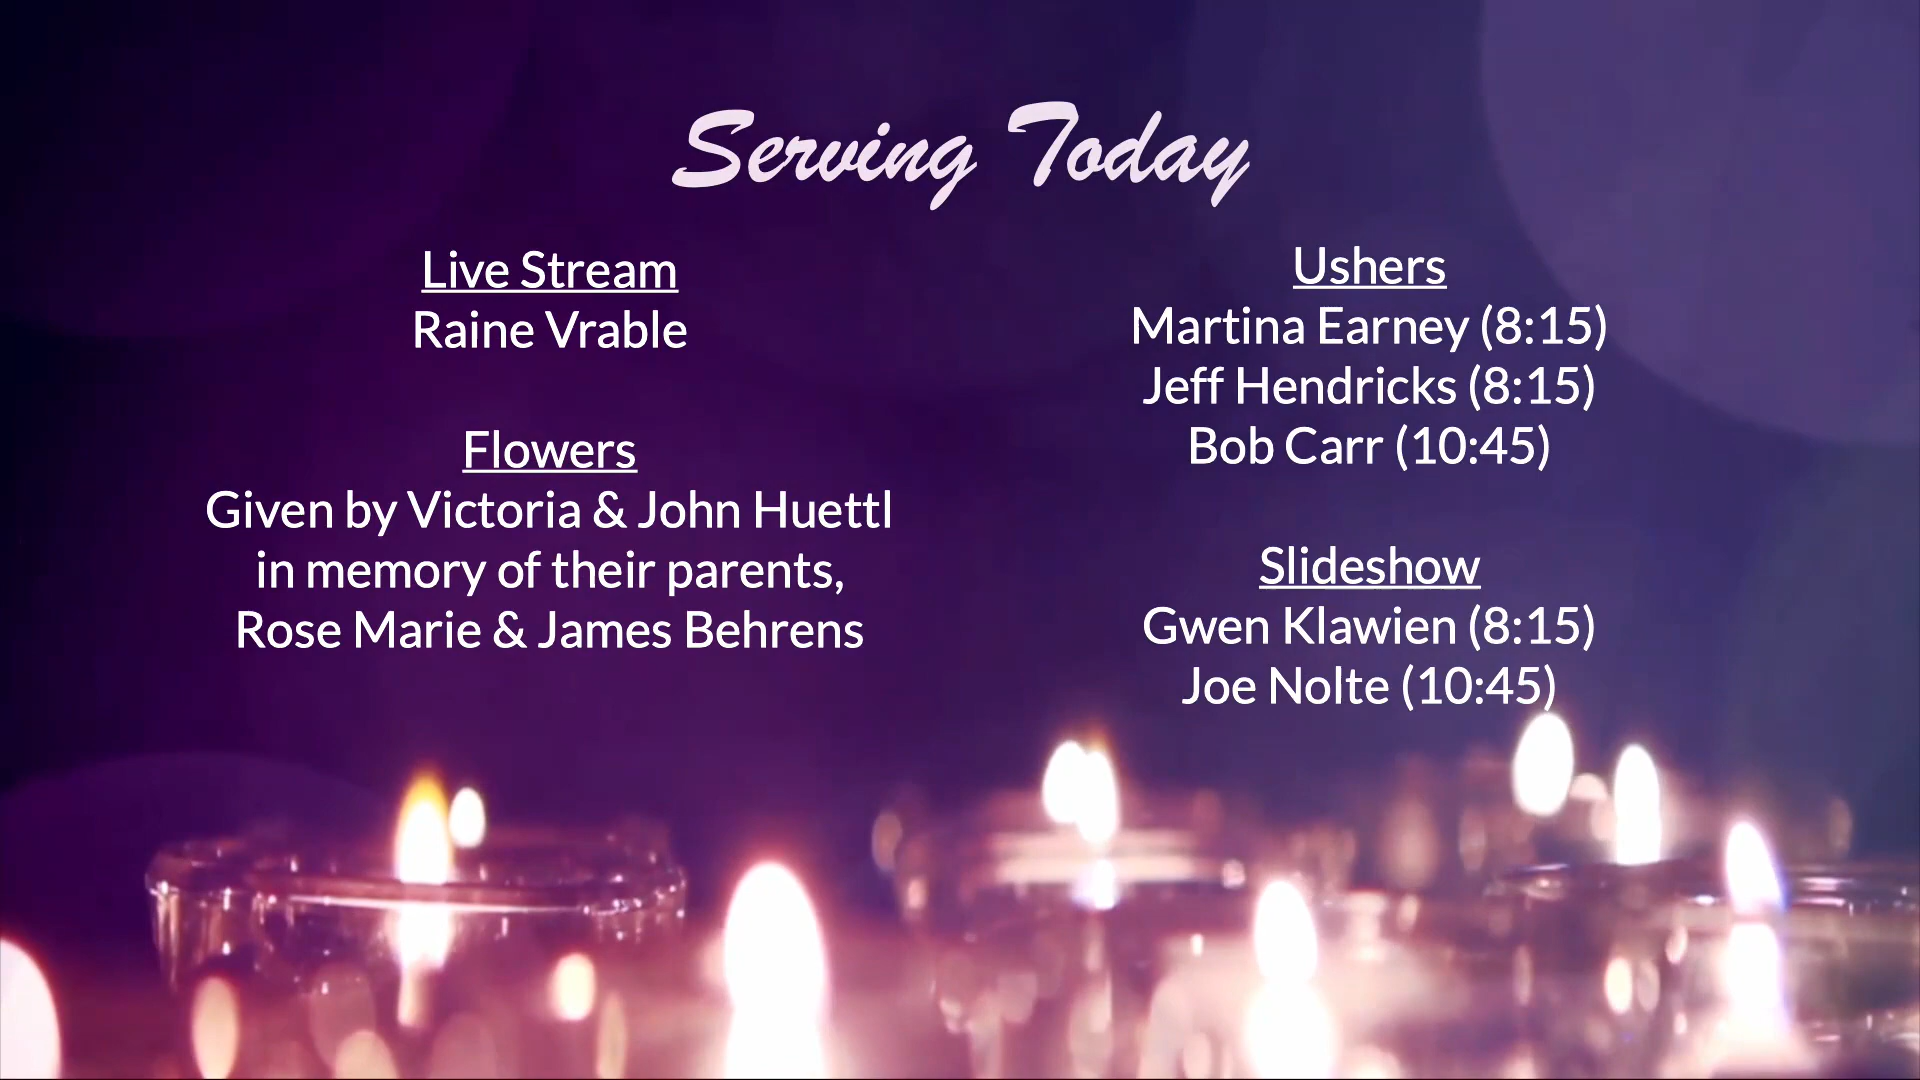 Serving Today
Live Stream
Raine Vrable
Flowers
Given by Victoria & John Huettl
in memory of their parents,
Rose Marie & James Behrens
Ushers
Martina Earney (8:15)
Jeff Hendricks (8:15)
Bob Carr (10:45)
Slideshow
Gwen Klawien (8:15)
Joe Nolte (10:45)